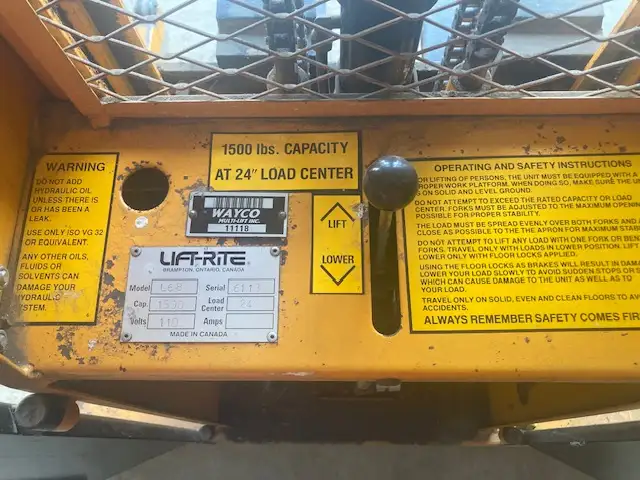 WARNING
DO NOT ADD
HYDRAULIC OIL
UNLESS THERE
IS OR HAS BEEN A
LEAK.
USE ONLY ISO VG 32
OR EQUIVALENT.
ANY OTHER OILS,
FLUIDS OR
SOLVENTS CAN
DAMAGE YOUR
HYDRAULIC
SYSTEM.
1500 lbs. CAPACITY
AT 24" LOAD CENTER
WAYCO
MULTI-LIFT INC.
11118
LIFT-RITE
BRAMPTON, ONTARIO, CANADA
Model L68 Serial
Cap. 1500 Load Center 24
Volts 110 Amps
MADE IN CANADA
LIFT
LOWER
OPERATING AND SAFETY INSTRUCTIONS
FOR LIFTING OF PERSONS, THE UNIT MUST BE EQUIPPED WITH A
PROPER WORK PLATFORM. WHEN DOING SO, MAKE SURE THE
ON SOLID AND LEVEL GROUND.
DO NOT ATTEMPT TO EXCEED THE RATED CAPACITY OR LOAD
CENTER. FORKS MUST BE ADJUSTED TO THE MAXIMUM
POSSIBLE FOR PROPER STABILITY.
THE LOAD MUST BE SPREAD EVENLY OVER BOTH FORKS AND
CLOSE AS POSSIBLE TO THE THE APRON FOR MAXIMUM
DO NOT ATTEMPT TO LIFT ANY LOAD WITH ONE FORK OR
FORKS. TRAVEL ONLY WITH LOADS IN LOWER POSITION. LIFT
LOWER ONLY WITH FLOOR LOCKS APPLIED.
USING THE FLOOR LOCKS AS BRAKES WILL RESULT IN
LOWER YOUR LOAD SLOWLY TO AVOID SUDDEN STOPS OR
WHICH CAN CAUSE DAMAGE TO THE UNIT AS WELL AS TO
YOUR LOAD.
TRAVEL ONLY ON SOLID, EVEN AND CLEAN FLOORS TO
ACCIDENTS.
ALWAYS REMEMBER SAFETY COMES